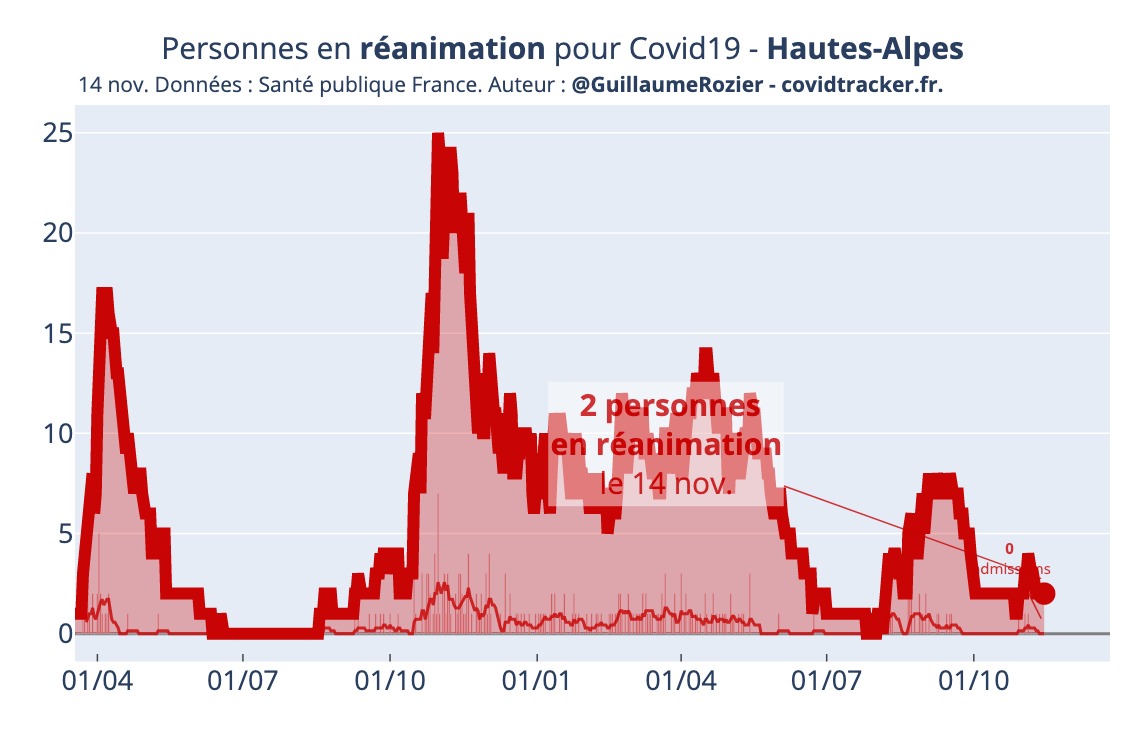 Personnes en réanimation pour Covid19 - Hautes-Alpes
14 nov. Données : Santé publique France. Auteur : @GuillaumeRozier - covidtracker.fr.
25
20
15
10
5
0
2 personnes
en réanimation
le 14 nov.
0
01/04 01/07 01/10 01/01 01/04 01/07 01/10